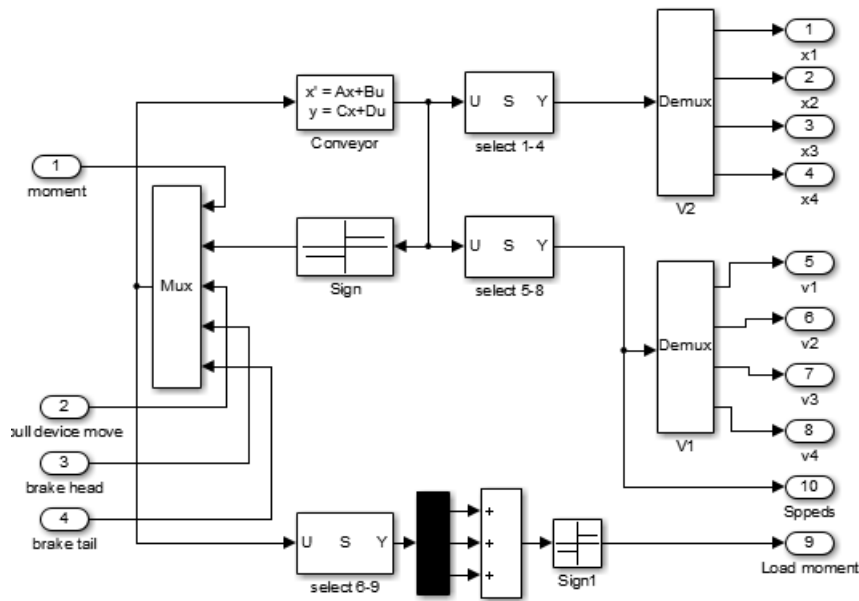 1
moment
x' = Ax+Bu
y = Cx+Du
Conveyor
U S Y
select 1-4
Demux
V2
1
x1
2
x2
3
x3
4
x4
Mux
Sign
U S Y
select 5-8
Demux
V1
5
v1
6
v2
7
v3
8
v4
2
pull device move
3
brake head
4
brake tail
U S Y
select 6-9
+
+
+
Sign1
10
Sppeds
9
Load moment